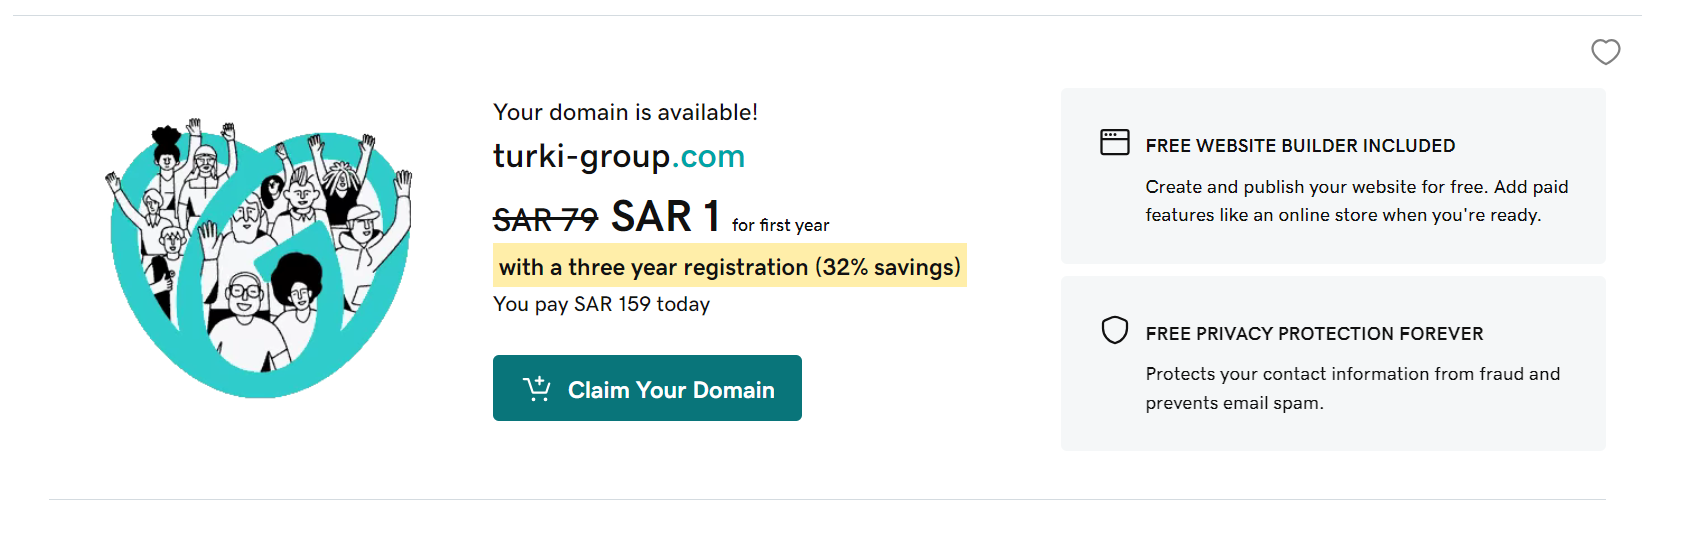 Your domain is available!
turki-group.com
SAR 79 SAR 1 for first year
with a three year registration (32% savings)
You pay SAR 159 today
Claim Your Domain
FREE WEBSITE BUILDER INCLUDED
Create and publish your website for free. Add paid
features like an online store when you're ready.
FREE PRIVACY PROTECTION FOREVER
Protects your contact information from fraud and
prevents email spam.